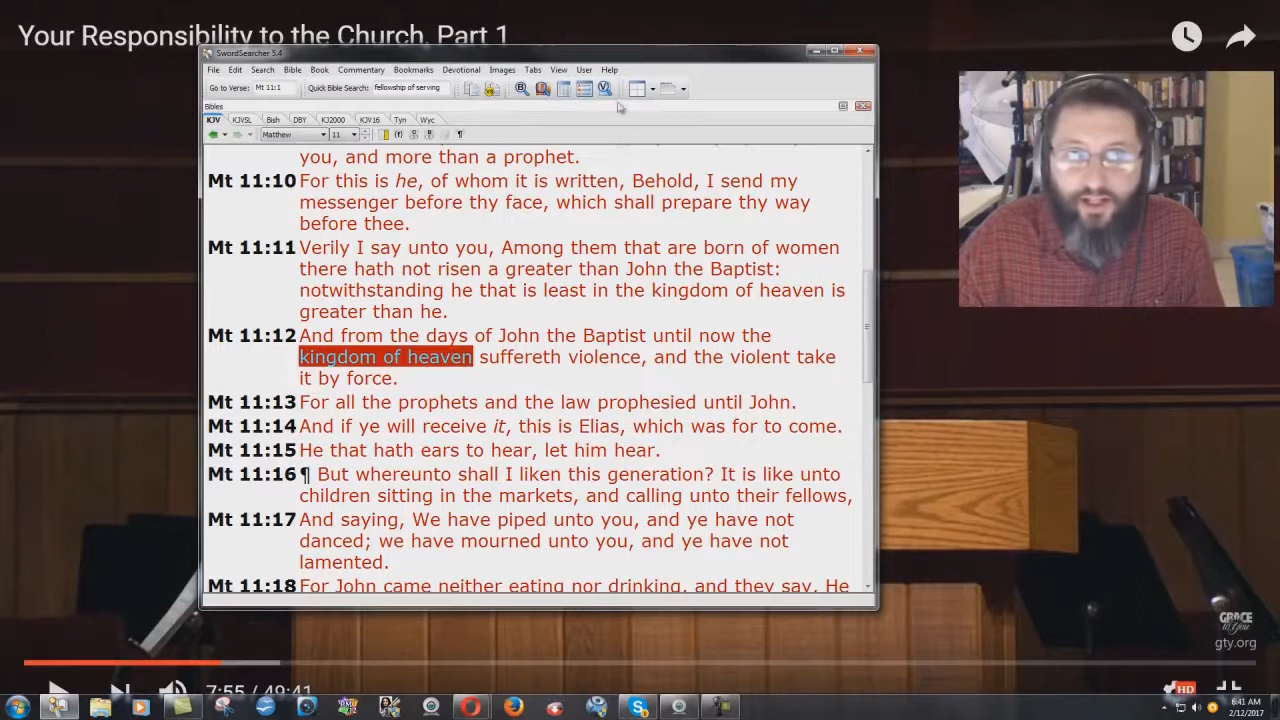 Your Responsibility to the Church, Part 1
SwordSearcher 5.4
File Edit Search Bible Book Commentary Bookmarks Devotional Images Tabs View User Help
Go to Verse: Mt 11:1 Quick Bible Search: fellowship of serving
Bibles
KJV KJVSL Bish DBY KJ2000 KJV16 Tyn Wyc
Matthew 11
you, and more than a prophet.
Mt 11:10 For this is he, of whom it is written, Behold, I send my
messenger before thy face, which shall prepare thy way
before thee.
Mt 11:11 Verily I say unto you, Among them that are born of women
there hath not risen a greater than John the Baptist:
notwithstanding he that is least in the kingdom of heaven is
greater than he.
Mt 11:12 And from the days of John the Baptist until now the
kingdom of heaven suffereth violence, and the violent take
it by force.
Mt 11:13 For all the prophets and the law prophesied until John.
Mt 11:14 And if ye will receive it, this is Elias, which was for to come.
Mt 11:15 He that hath ears to hear, let him hear.
Mt 11:16 ¶ But whereunto shall I liken this generation? It is like unto
children sitting in the markets, and calling unto their fellows,
Mt 11:17 And saying, We have piped unto you, and ye have not
danced; we have mourned unto you, and ye have not
lamented.
Mt 11:18 For John came neither eating nor drinking, and they say, He
GRACE to You
gty.org
7:55 / 49:41
HD
6:41 AM
2/12/2017